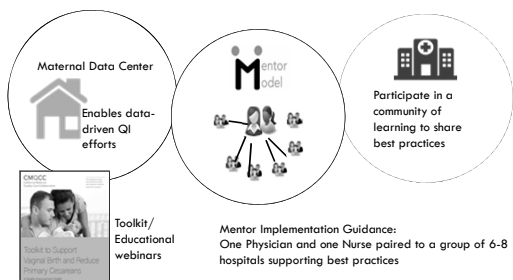 Maternal Data Center
Enables data-
driven QI
efforts
Mentor
Model
Participate in a
community of
learning to share
best practices
CMQCC
Toolkit to Support
Vaginal Birth and Reduce
Primary Cesareans
Toolkit/
Educational
webinars
Mentor Implementation Guidance:
One Physician and one Nurse paired to a group of 6-8
hospitals supporting best practices